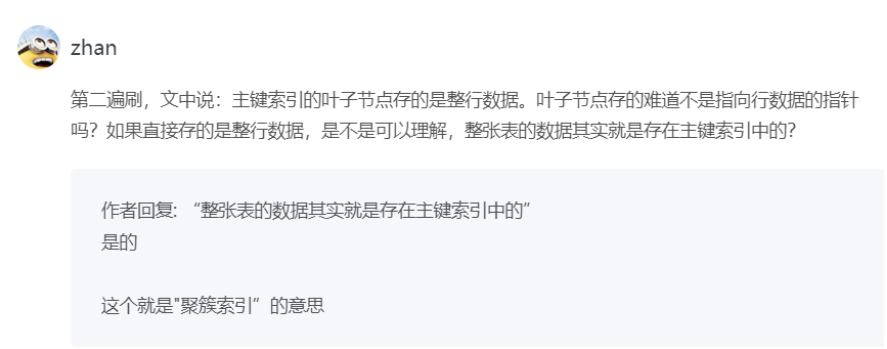 zhan
第二遍刷，文中说：主键索引的叶子节点存的是整行数据。叶子节点存的难道不是指向行数据的指针
吗？如果直接存的是整行数据，是不是可以理解，整张表的数据其实就是存在主键索引中的？
作者回复: “整张表的数据其实就是存在主键索引中的”
是的
这个就是"聚簇索引”的意思